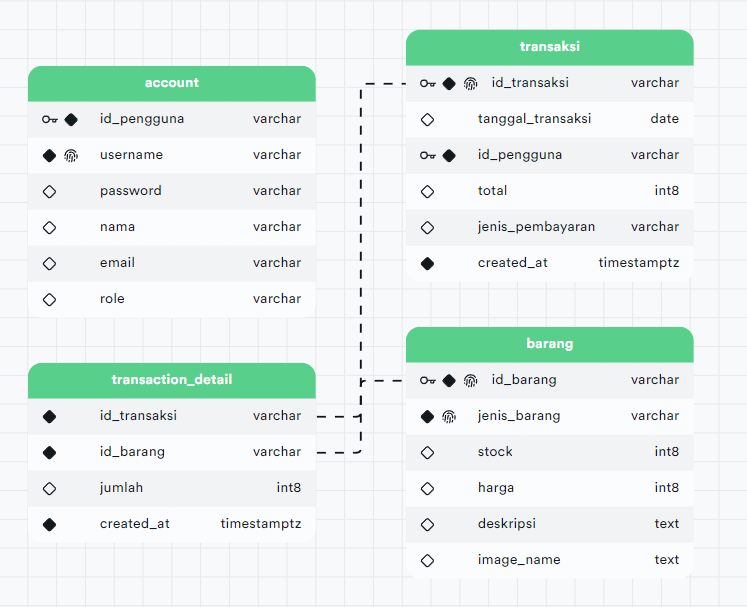 account
id_pengguna varchar
username varchar
password varchar
nama varchar
email varchar
role varchar
transaksi
id_transaksi varchar
tanggal_transaksi date
id_pengguna varchar
total int8
jenis_pembayaran varchar
created_at timestamptz
transaction_detail
id_transaksi varchar
id_barang varchar
jumlah int8
created_at timestamptz
barang
id_barang varchar
jenis_barang varchar
stock int8
harga int8
deskripsi text
image_name text